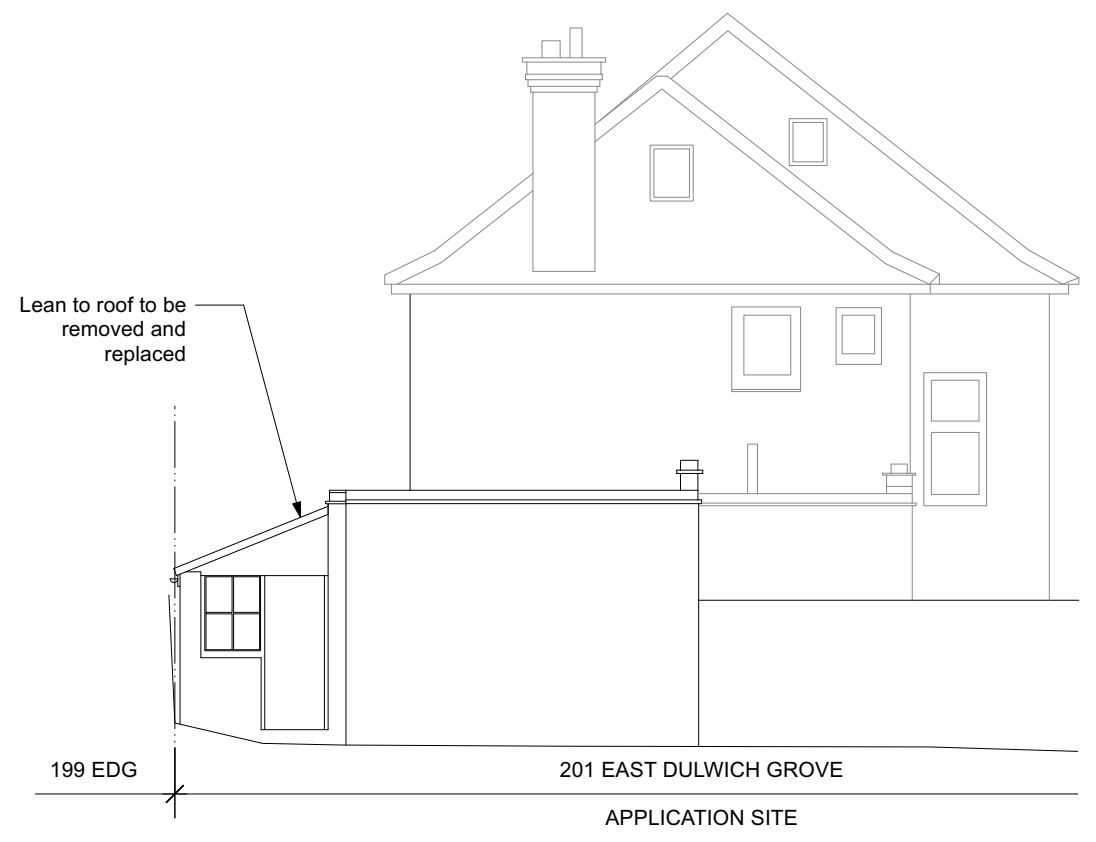 Lean to roof to be
removed and
replaced
199 EDG
201 EAST DULWICH GROVE
APPLICATION SITE